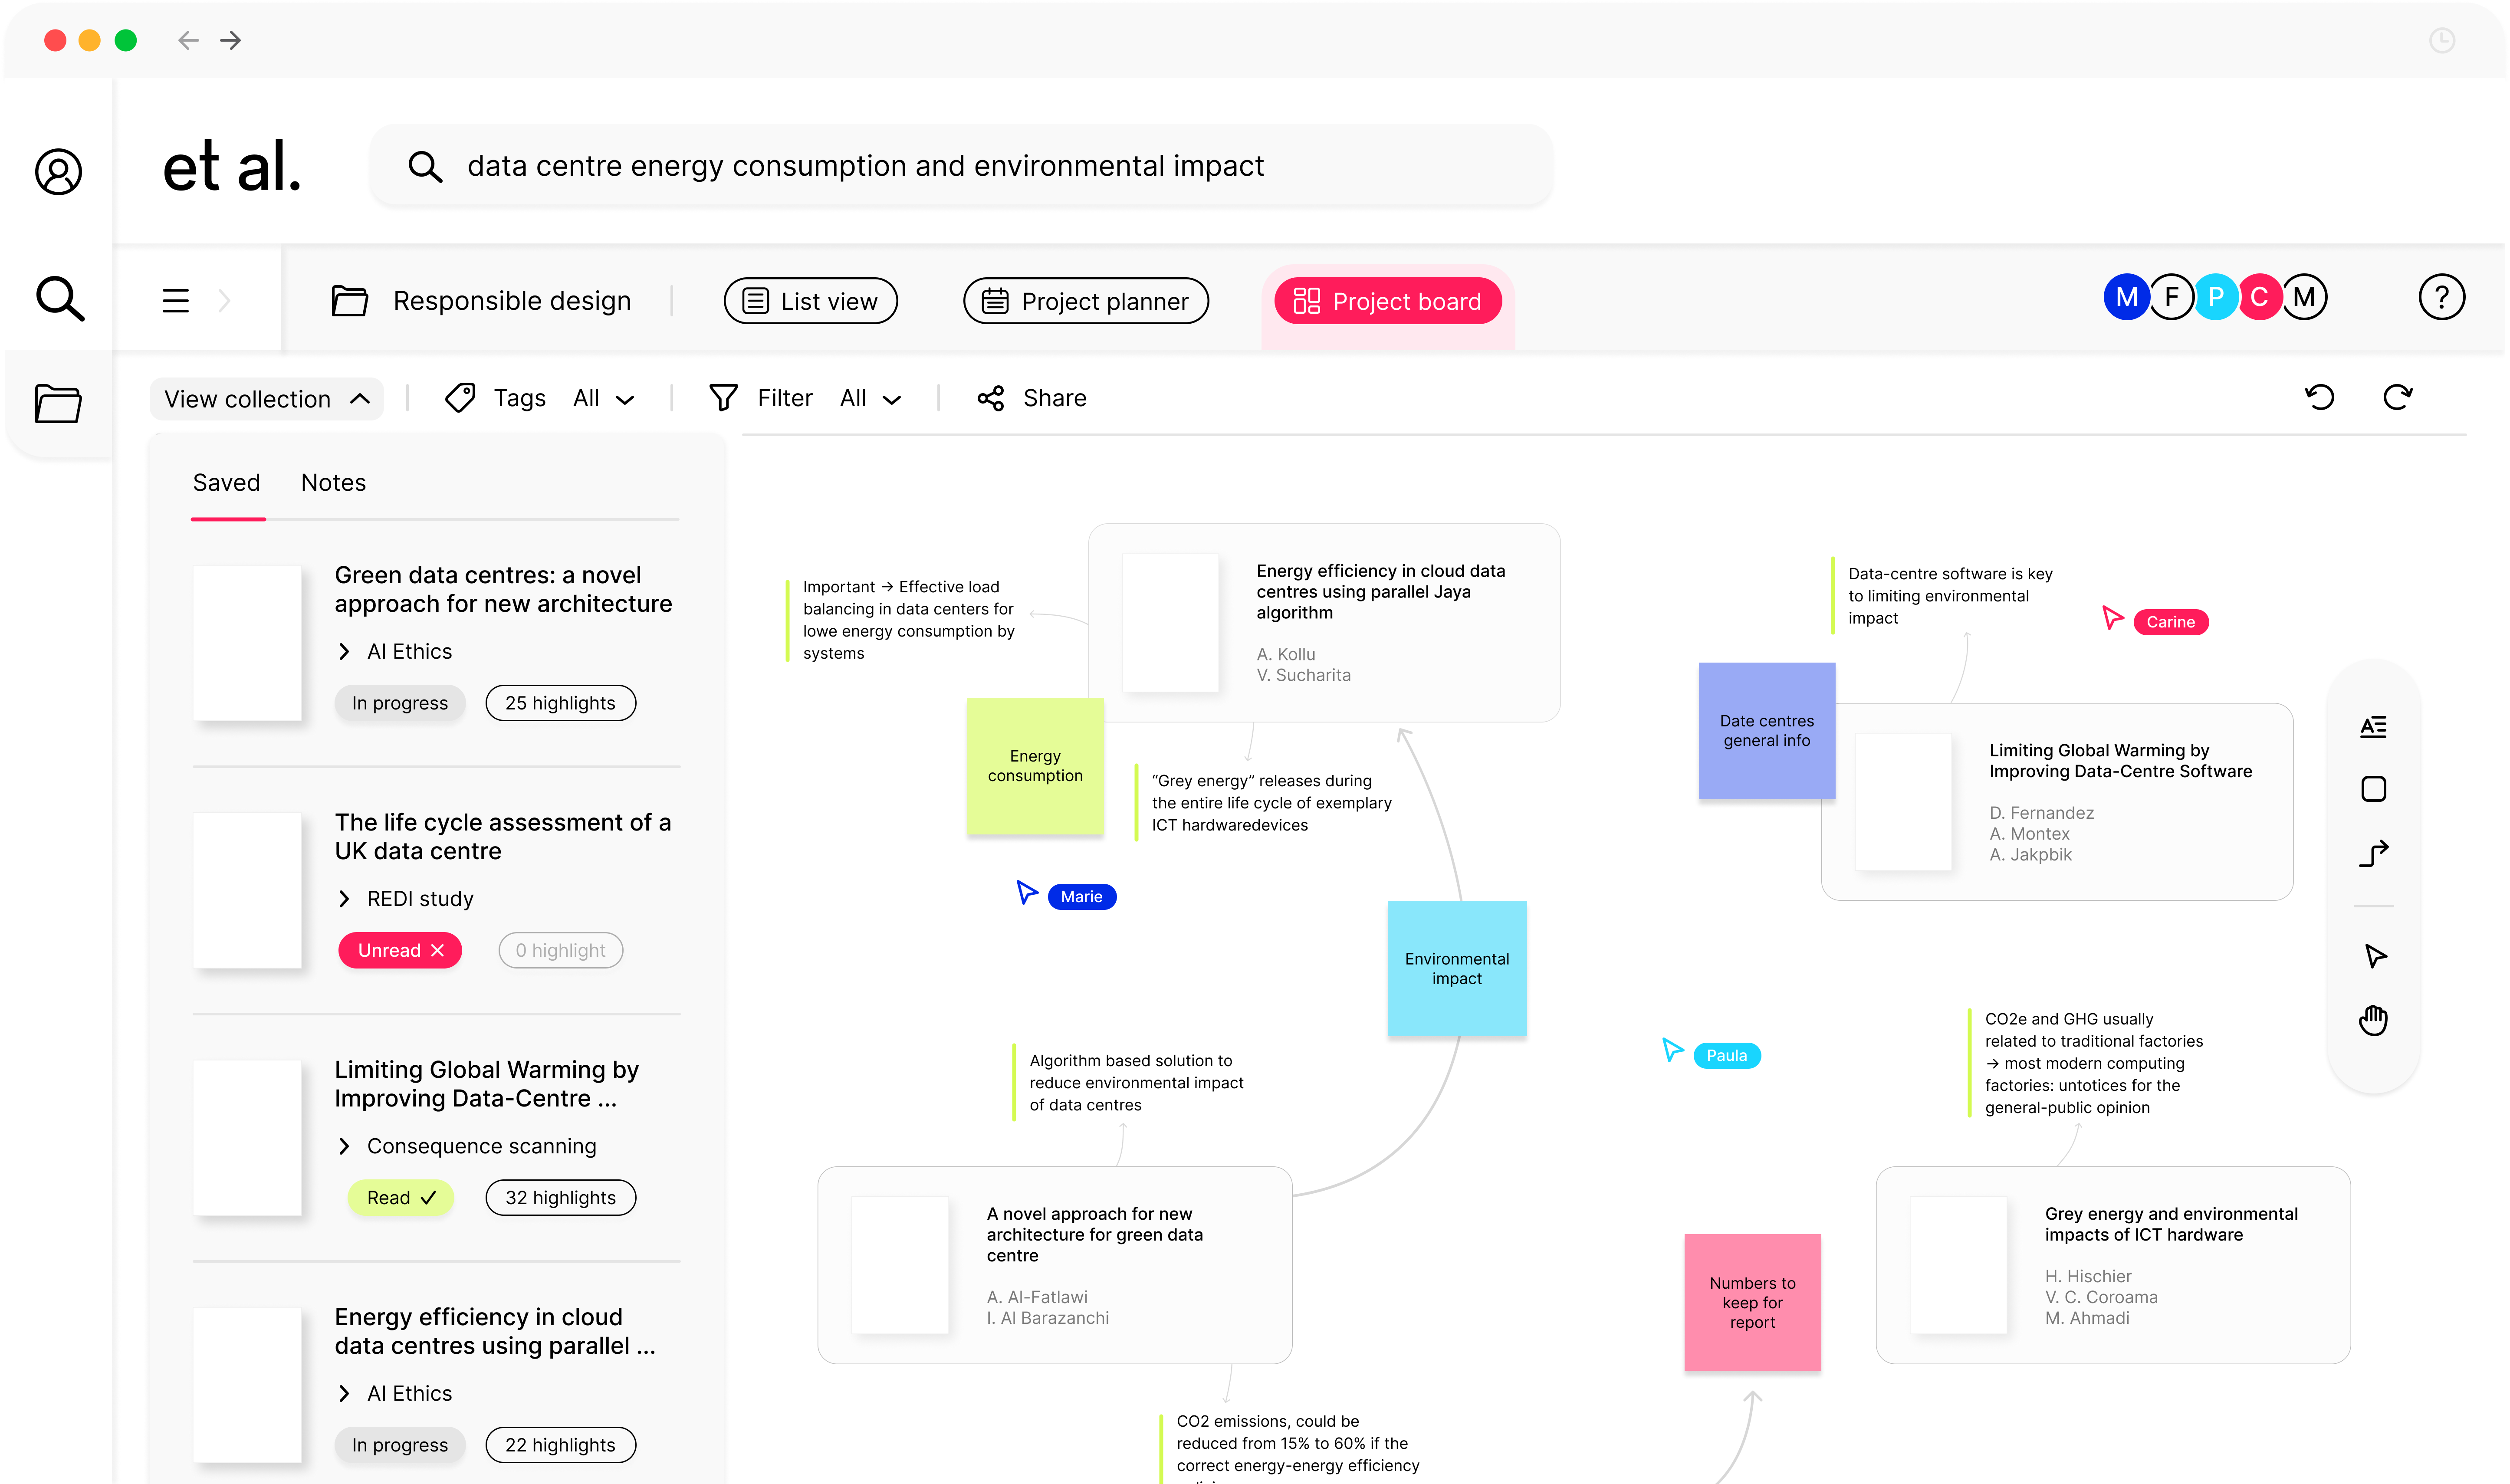 et al.
data centre energy consumption and environmental impact
Responsible design
List view
Project planner
Project board
M
F
P
C
M
?
View collection
Tags
All
Filter
All
Share
Saved
Notes
Green data centres: a novel
approach for new architecture
AI Ethics
In progress
25 highlights
The life cycle assessment of a
UK data centre
REDI study
Unread
0 highlight
Limiting Global Warming by
Improving Data-Centre ...
Consequence scanning
Read
32 highlights
Energy efficiency in cloud
data centres using parallel ...
AI Ethics
In progress
22 highlights
Important → Effective load
balancing in data centers for
lowe energy consumption by
systems
Energy efficiency in cloud data
centres using parallel Jaya
algorithm
A. Kollu
V. Sucharita
Energy
consumption
“Grey energy” releases during
the entire life cycle of exemplary
ICT hardwaredevices
Marie
Environmental
impact
Algorithm based solution to
reduce environmental impact
of data centres
A novel approach for new
architecture for green data
centre
A. Al-Fatlawi
I. Al Barazanchi
CO2 emissions, could be
reduced from 15% to 60% if the
correct energy-energy efficiency
Data-centre software is key
to limiting environmental
impact
Carine
Date centres
general info
Limiting Global Warming by
Improving Data-Centre Software
D. Fernandez
A. Montex
A. Jakpbik
A
Paula
CO2e and GHG usually
related to traditional factories
→ most modern computing
factories: untotices for the
general-public opinion
Numbers to
keep for
report
Grey energy and environmental
impacts of ICT hardware
H. Hischier
V. C. Coroama
M. Ahmadi